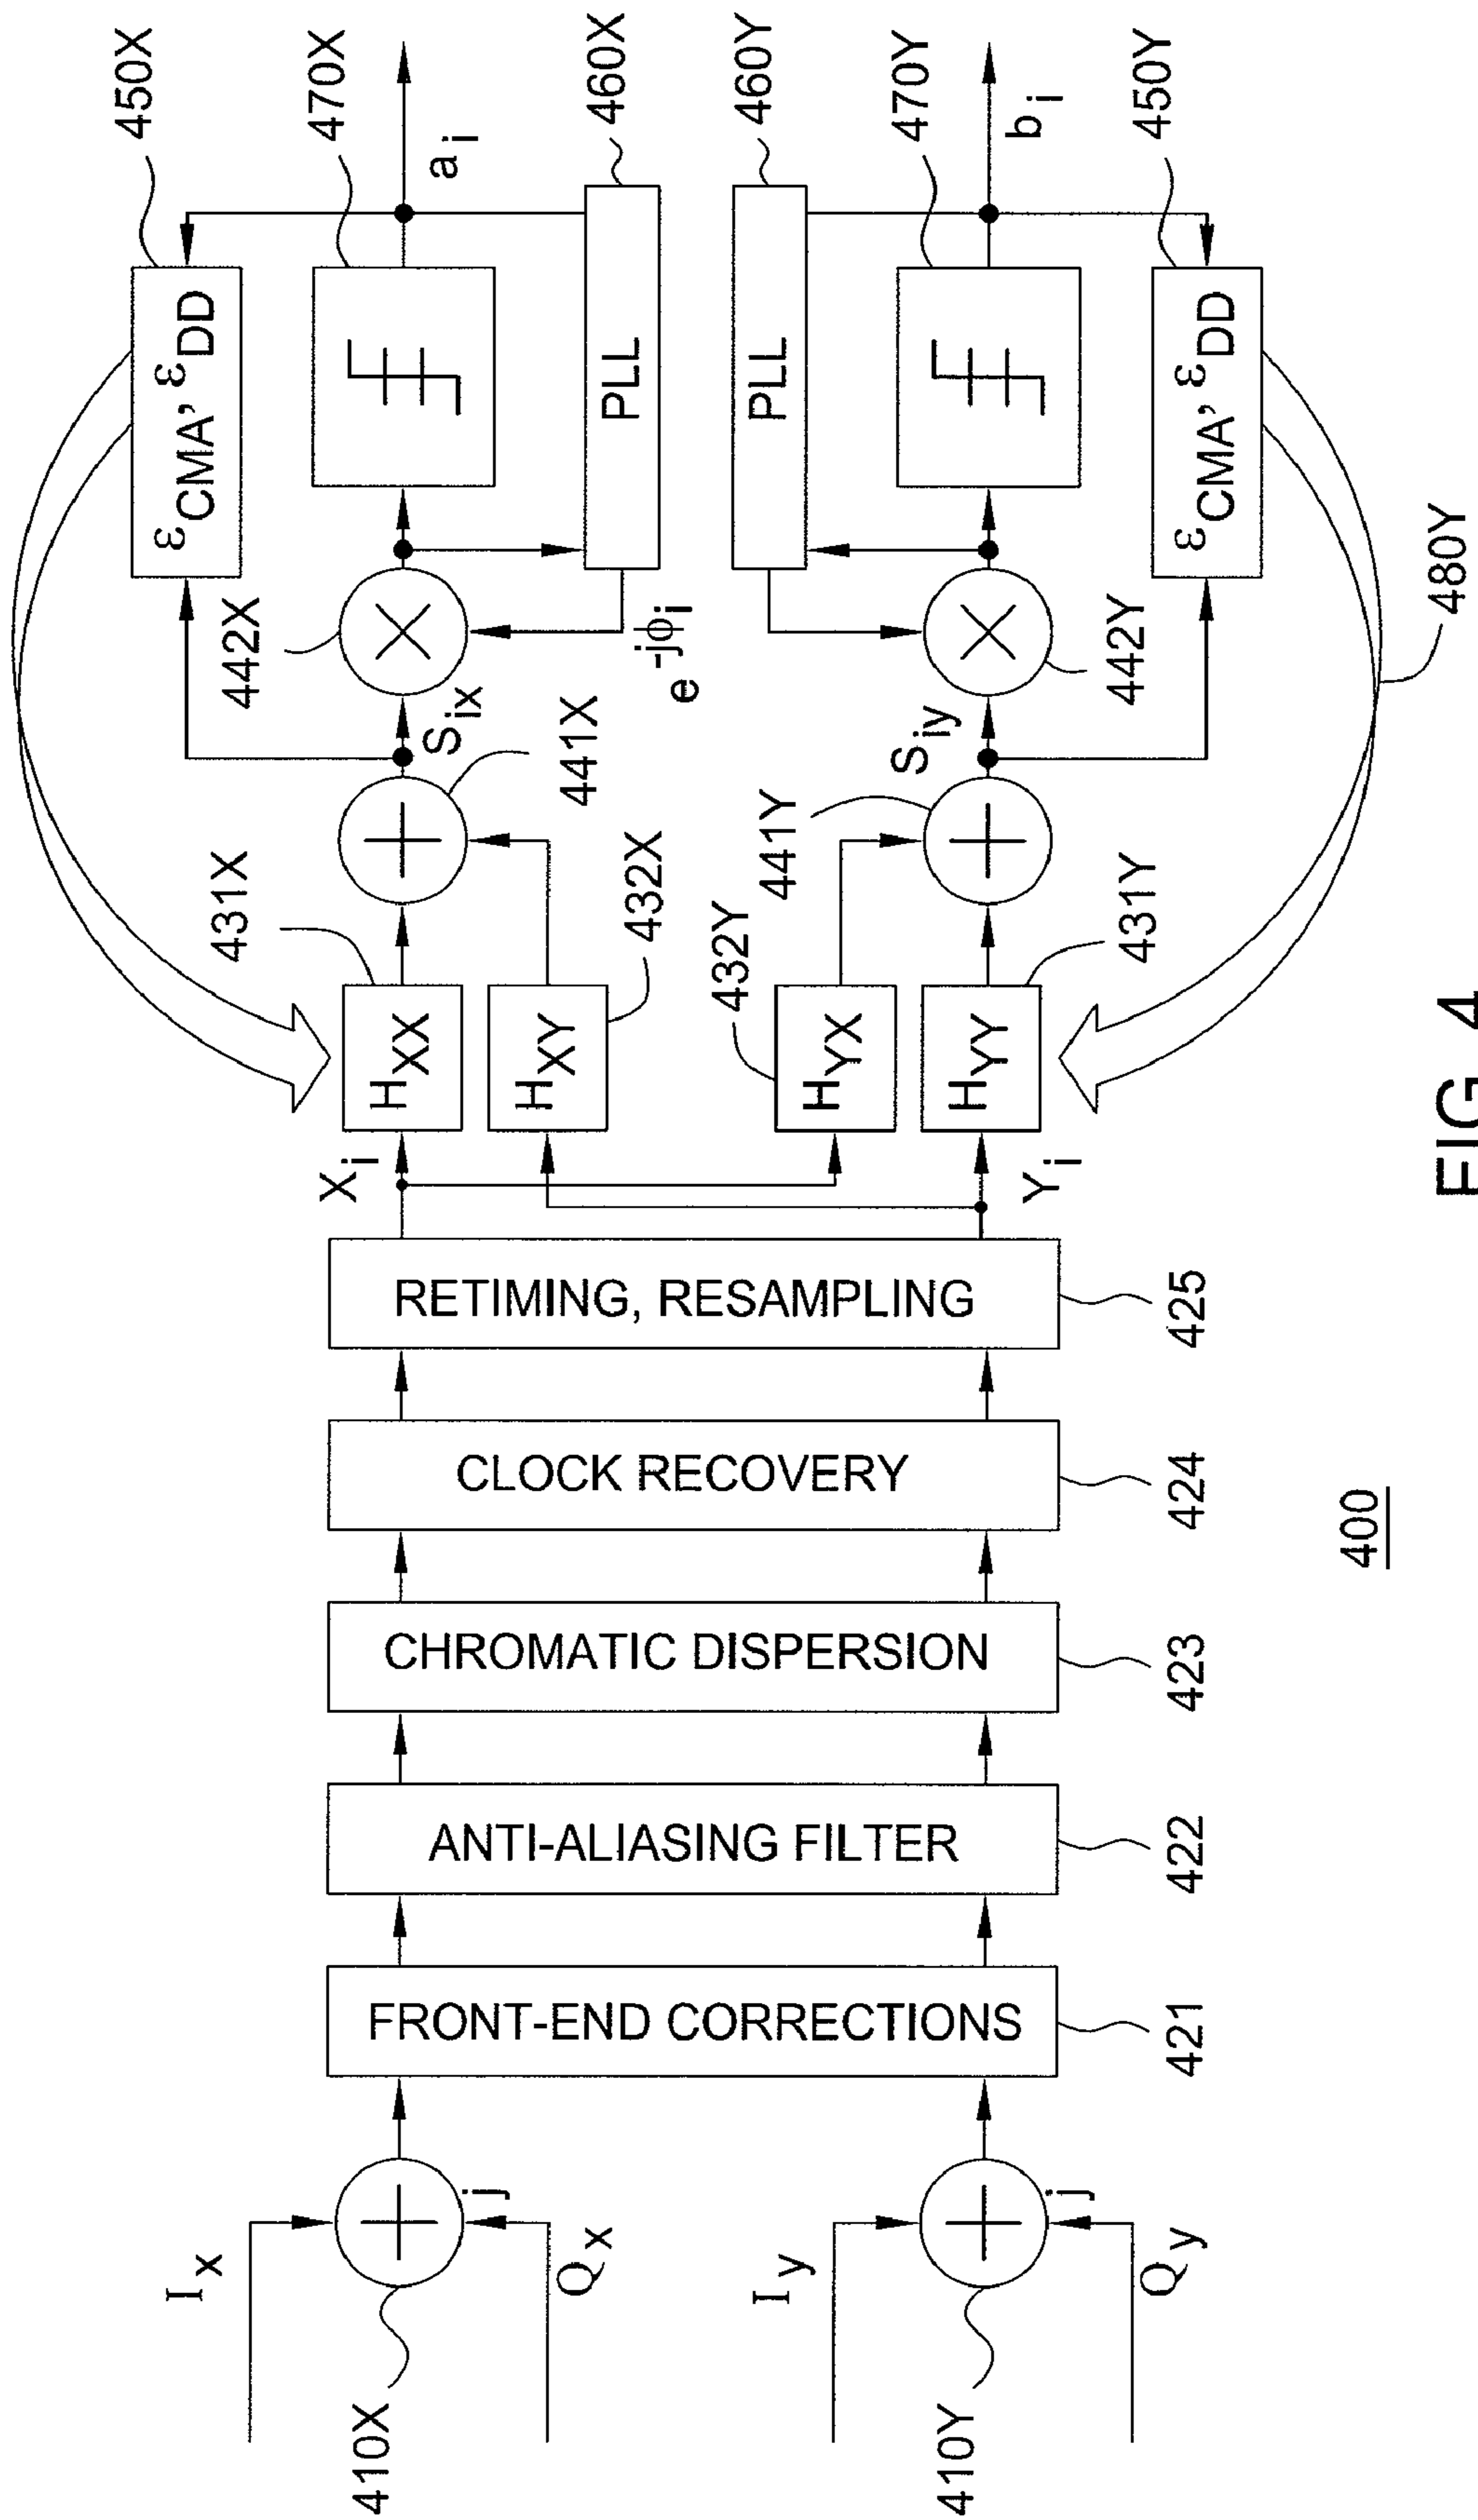 450X
470X
a i
460X
460Y
470Y
b i
450Y
ε CMA, ε DD
PLL
PLL
ε CMA, ε DD
442X
e -jϕ i
442Y
480Y
S ix
441X
S iy
441Y
431X
432X
432Y
431Y
H XX
H XY
H YX
H YY
X i
Y i
RETIMING, RESAMPLING
425
CLOCK RECOVERY
424
CHROMATIC DISPERSION
423
ANTI-ALIASING FILTER
422
FRONT-END CORRECTIONS
421
I x
j
Q x
410X
I y
j
Q y
410Y
400
FIG. 4